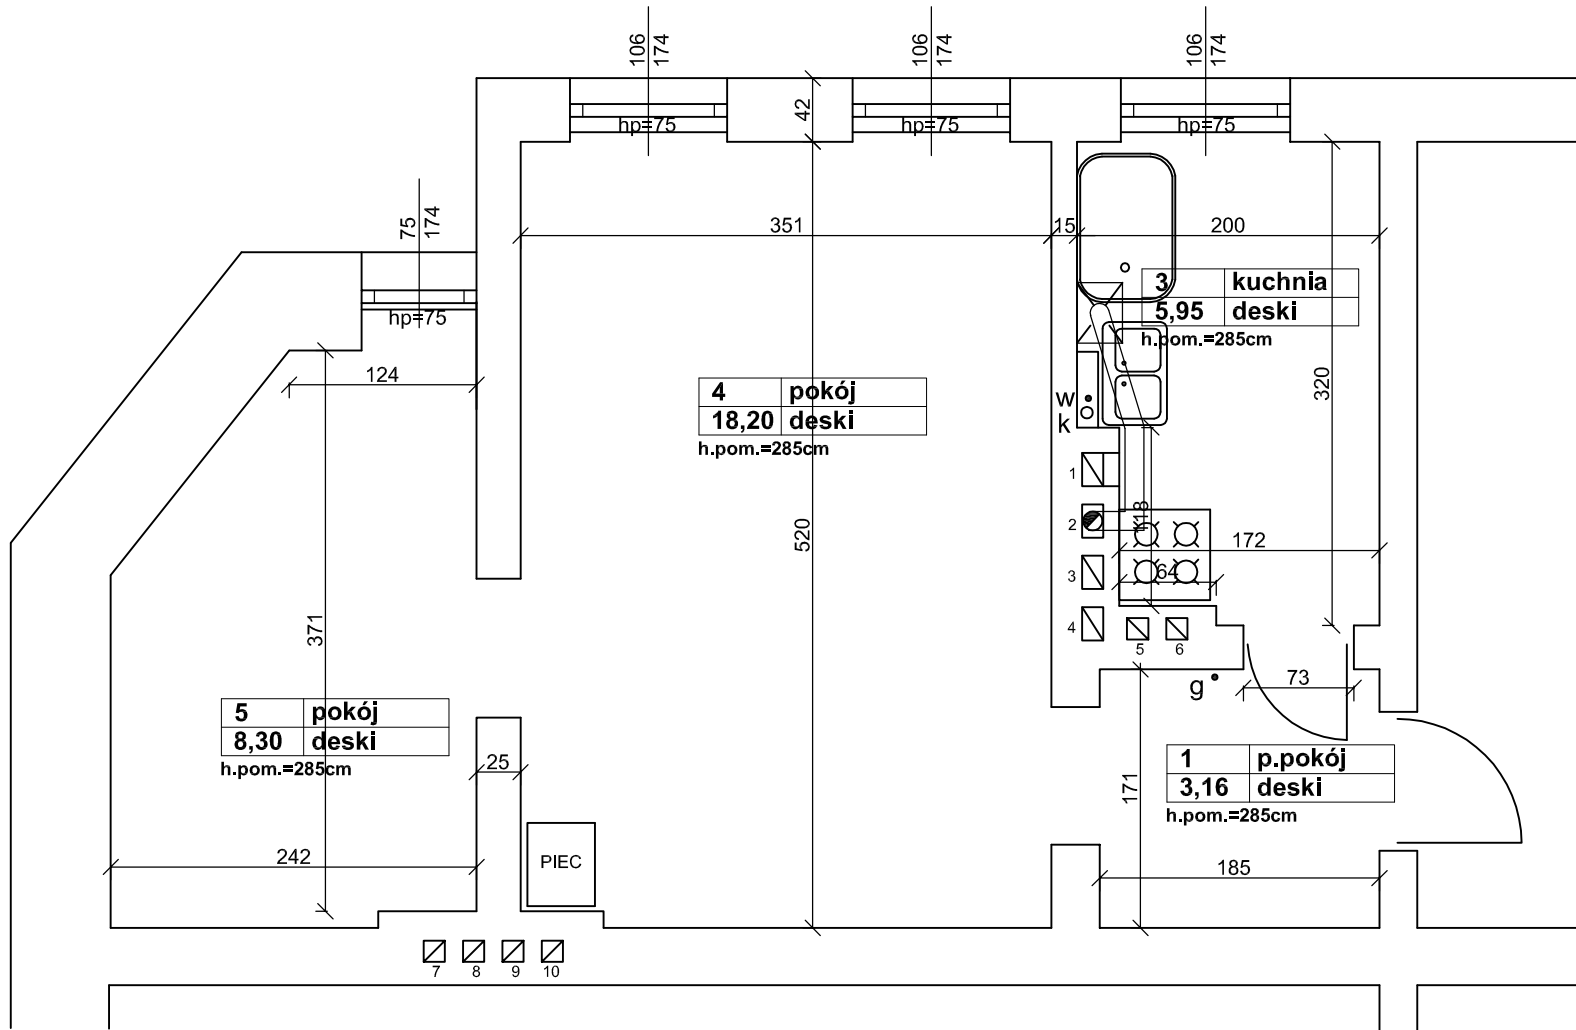 106
174
106
174
106
174
hp=75
hp=75
hp=75
42
75
174
hp=75
351
15
200
3 kuchnia
5,95 deski
h.pom.=285cm
124
4 pokój
18,20 deski
h.pom.=285cm
320
w
k
1
2
3
4
118
520
172
64
5
6
371
g
73
5 pokój
8,30 deski
h.pom.=285cm
25
171
1 p.pokój
3,16 deski
h.pom.=285cm
242
PIEC
185
7
8
9
10